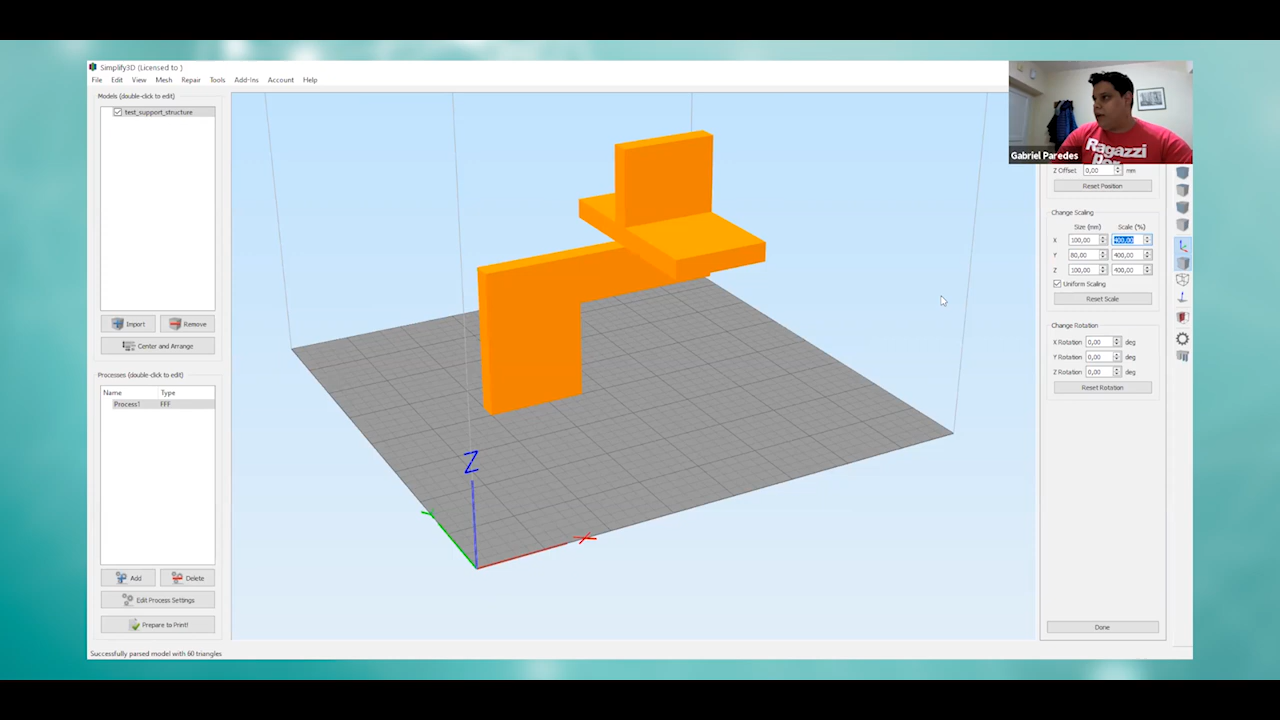 Simplify3D (Licensed to )
File Edit View Mesh Repair Tools Add-Ins Account Help
Models (double-click to edit)
test_support_structure
Import Remove
Center and Arrange
Processes (double-click to edit)
Name Type
Process1 FFF
Add Delete
Edit Process Settings
Prepare to Print!
Successfully parsed model with 60 triangles
Z
Y
X
Ragazzi
Por
Gabriel Paredes
Z Offset 0,00 mm
Reset Position
Change Scaling
Size (mm) Scale (%)
X 100,00 400,00
Y 80,00 400,00
Z 100,00 400,00
Uniform Scaling
Reset Scale
Change Rotation
X Rotation 0,00 deg
Y Rotation 0,00 deg
Z Rotation 0,00 deg
Reset Rotation
Done